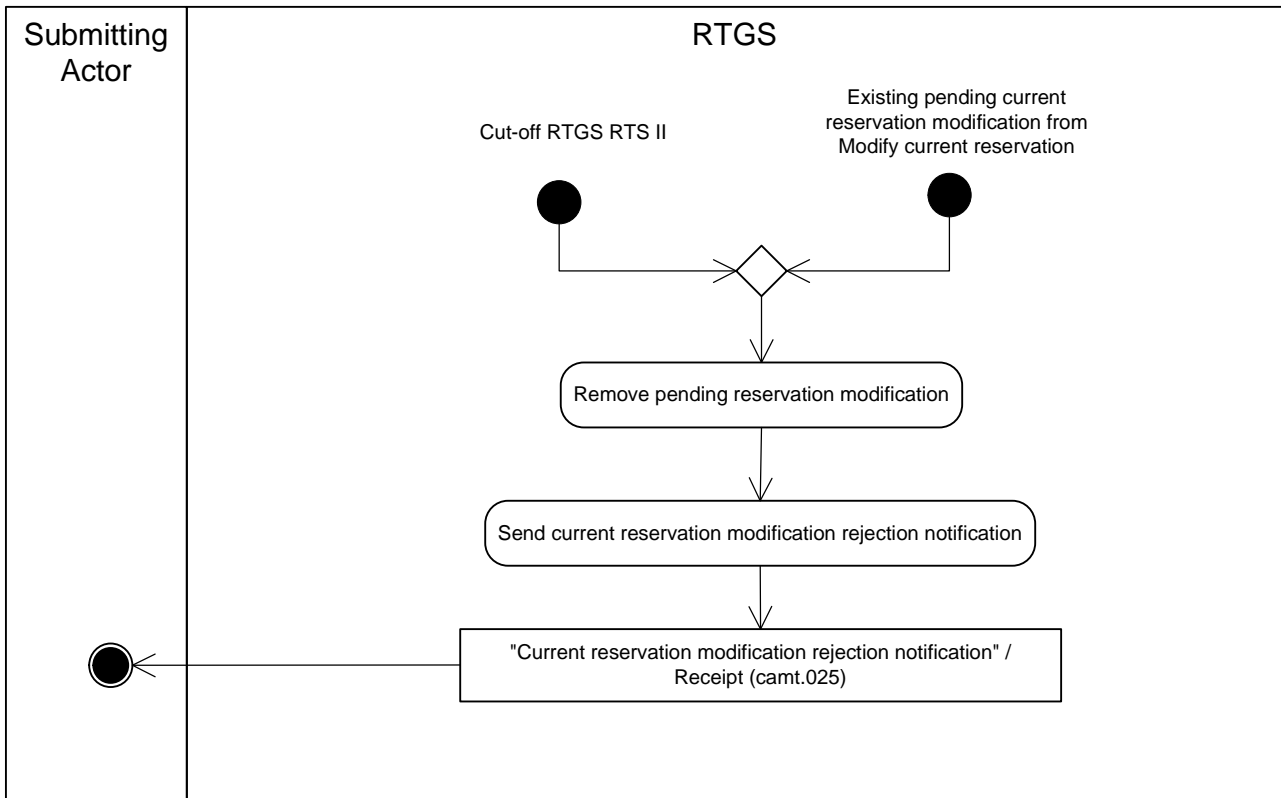 Submitting
Actor
RTGS
Cut-off RTGS RTS II
Existing pending current
reservation modification from
Modify current reservation
Remove pending reservation modification
Send current reservation modification rejection notification
"Current reservation modification rejection notification" /
Receipt (camt.025)